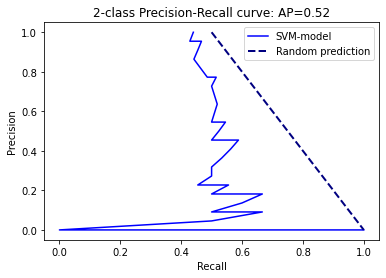 2-class Precision-Recall curve: AP=0.52
SVM-model
Random prediction
Precision
1.0
0.8
0.6
0.4
0.2
0.0
0.0 0.2 0.4 0.6 0.8 1.0
Recall